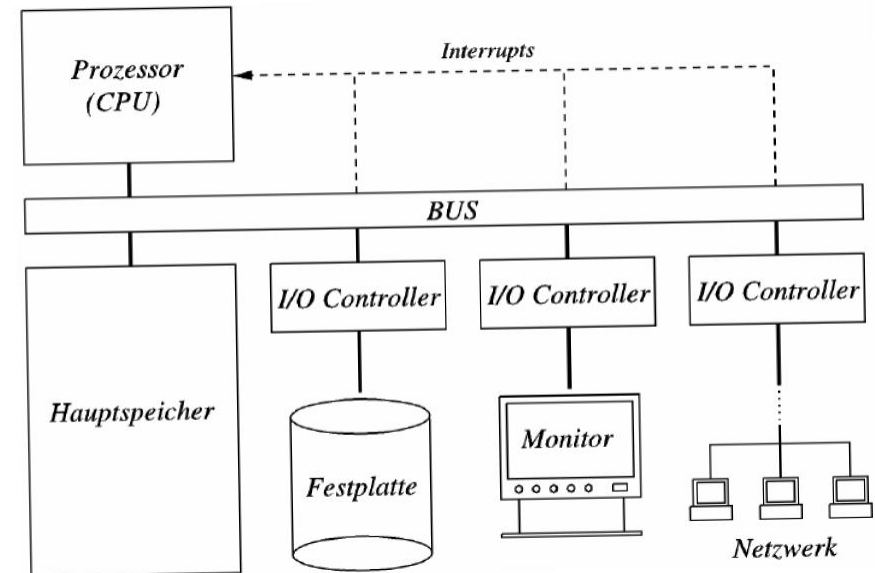 Prozessor
(CPU)
Interrupts
BUS
I/O Controller
I/O Controller
I/O Controller
Hauptspeicher
Festplatte
Monitor
Netzwerk